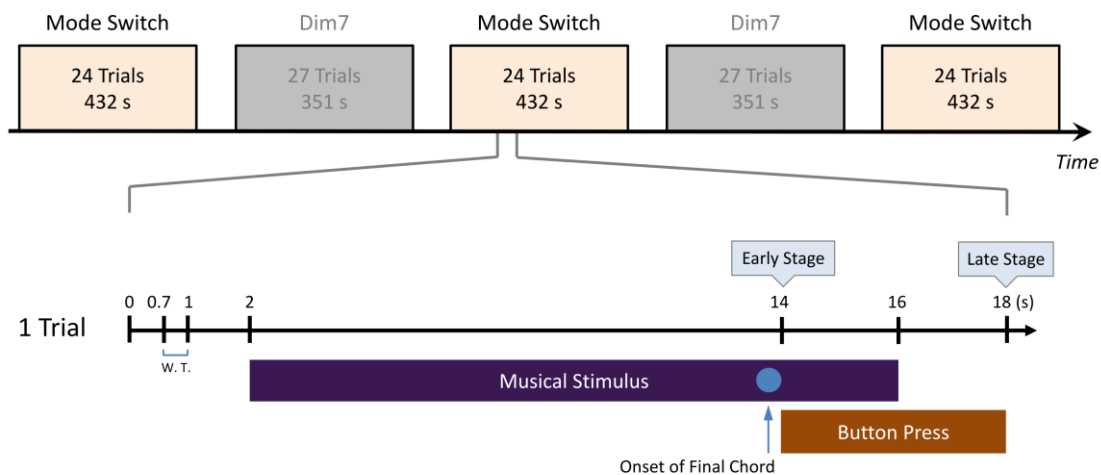 Mode Switch
Dim7
Mode Switch
Dim7
Mode Switch
24 Trials
432 s
27 Trials
351 s
24 Trials
432 s
27 Trials
351 s
24 Trials
432 s
Time
Early Stage
Late Stage
0
0.7
1
2
14
16
18 (s)
1 Trial
W. T.
Musical Stimulus
Button Press
Onset of Final Chord